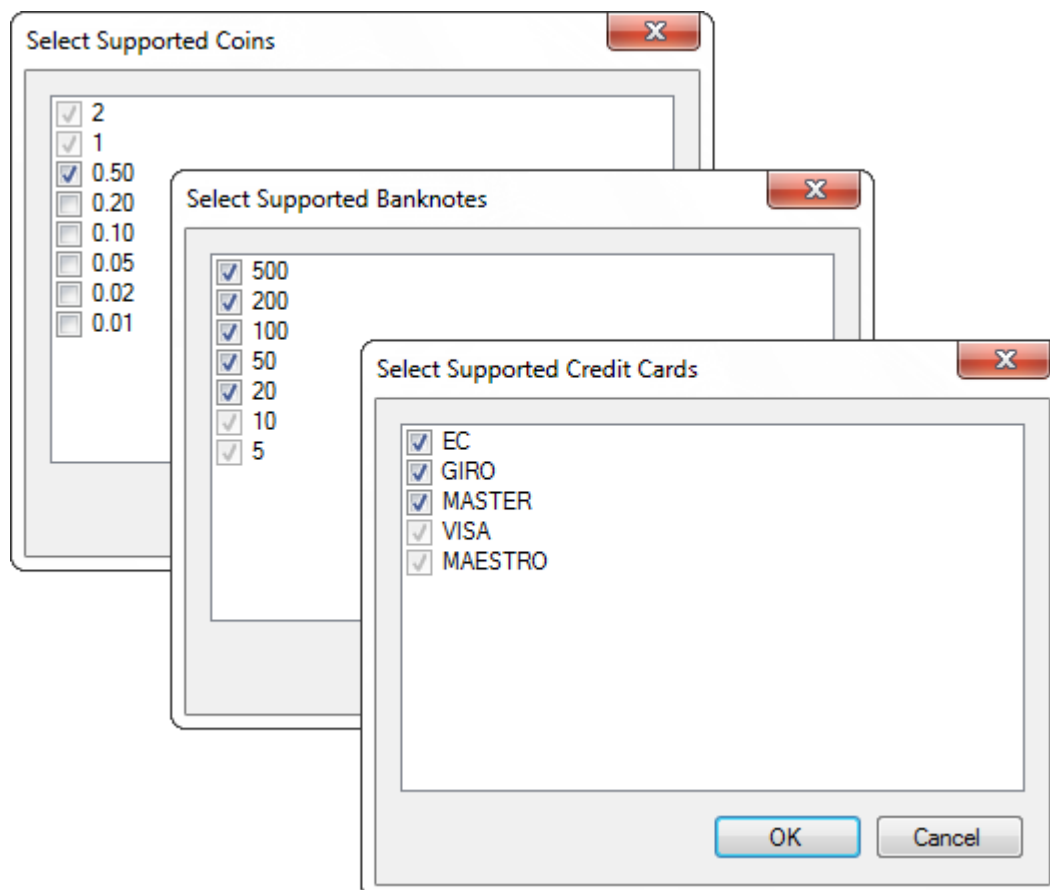 Select Supported Coins
2
1
0.50
0.20
0.10
0.05
0.02
0.01
Select Supported Banknotes
500
200
100
50
20
10
5
Select Supported Credit Cards
EC
GIRO
MASTER
VISA
MAESTRO
OK
Cancel